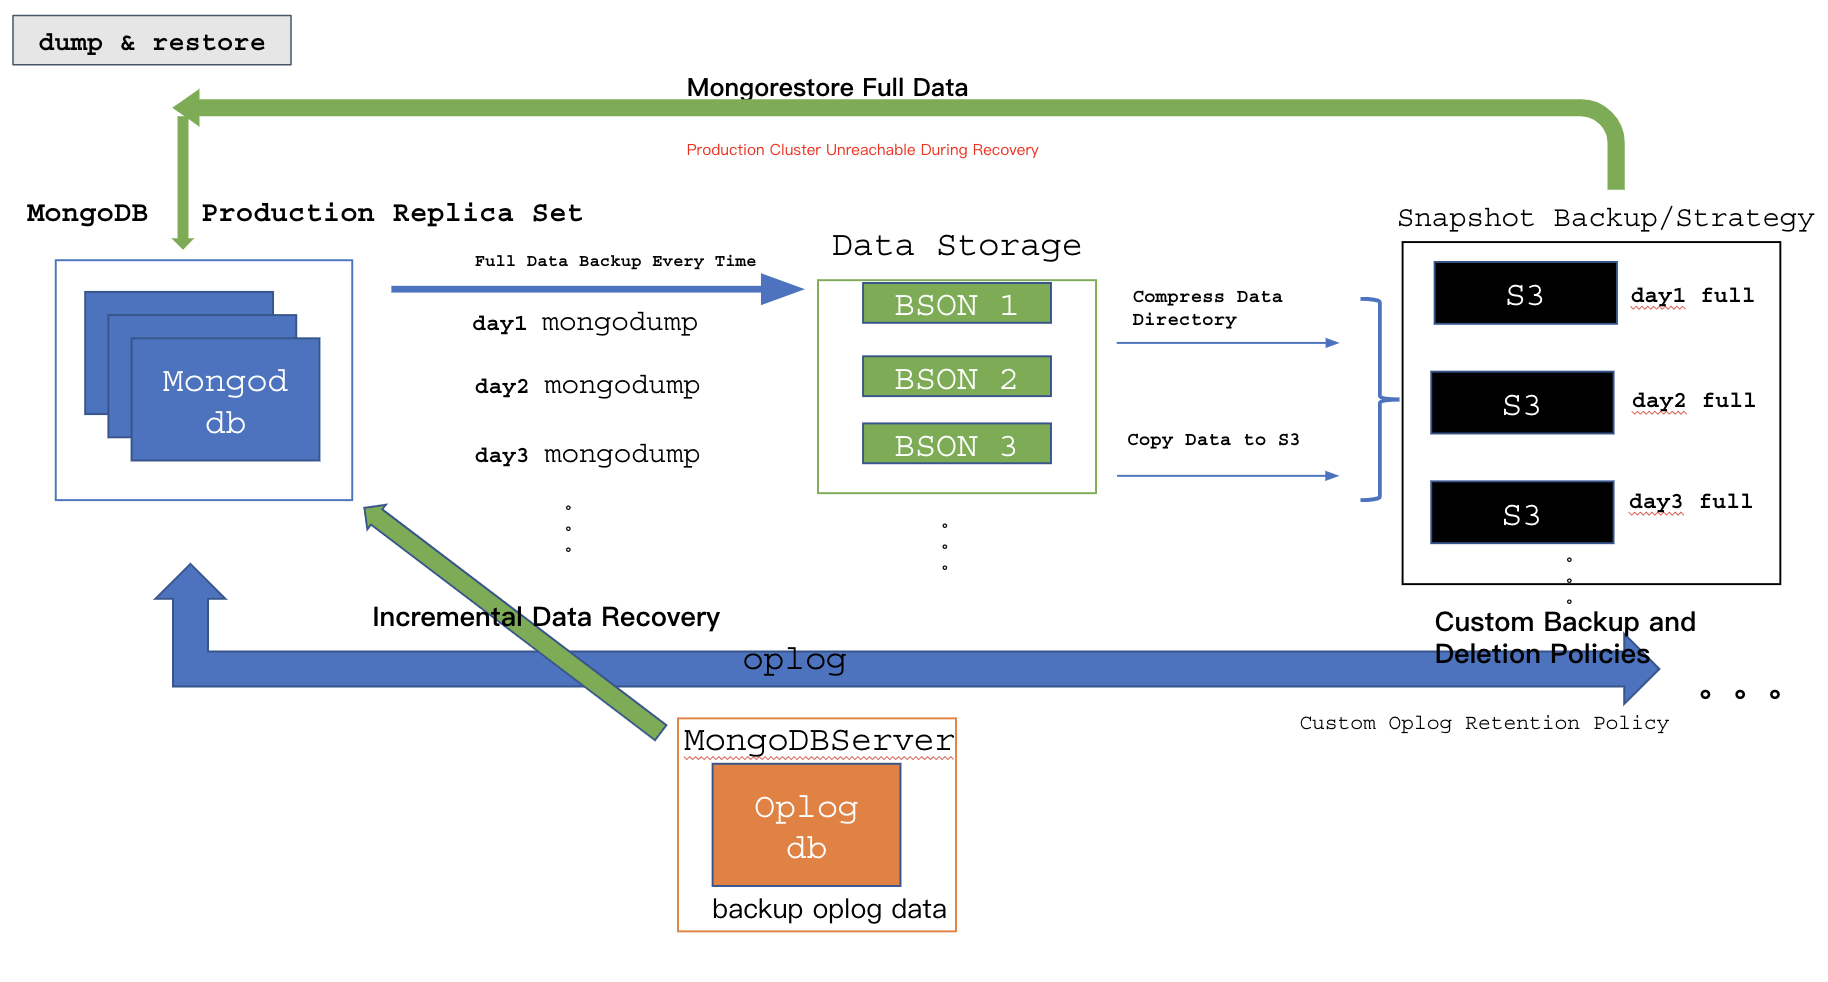 dump & restore
Mongorestore Full Data
Production Cluster Unreachable During Recovery
MongoDB Production Replica Set
Mongod
db
Full Data Backup Every Time
day1 mongodump
day2 mongodump
day3 mongodump
Data Storage
BSON 1
BSON 2
BSON 3
Compress Data
Directory
Copy Data to S3
Snapshot Backup/Strategy
S3 day1 full
S3 day2 full
S3 day3 full
Custom Backup and
Deletion Policies
Incremental Data Recovery
oplog
Custom Oplog Retention Policy
MongoDBServer
Oplog
db
backup oplog data